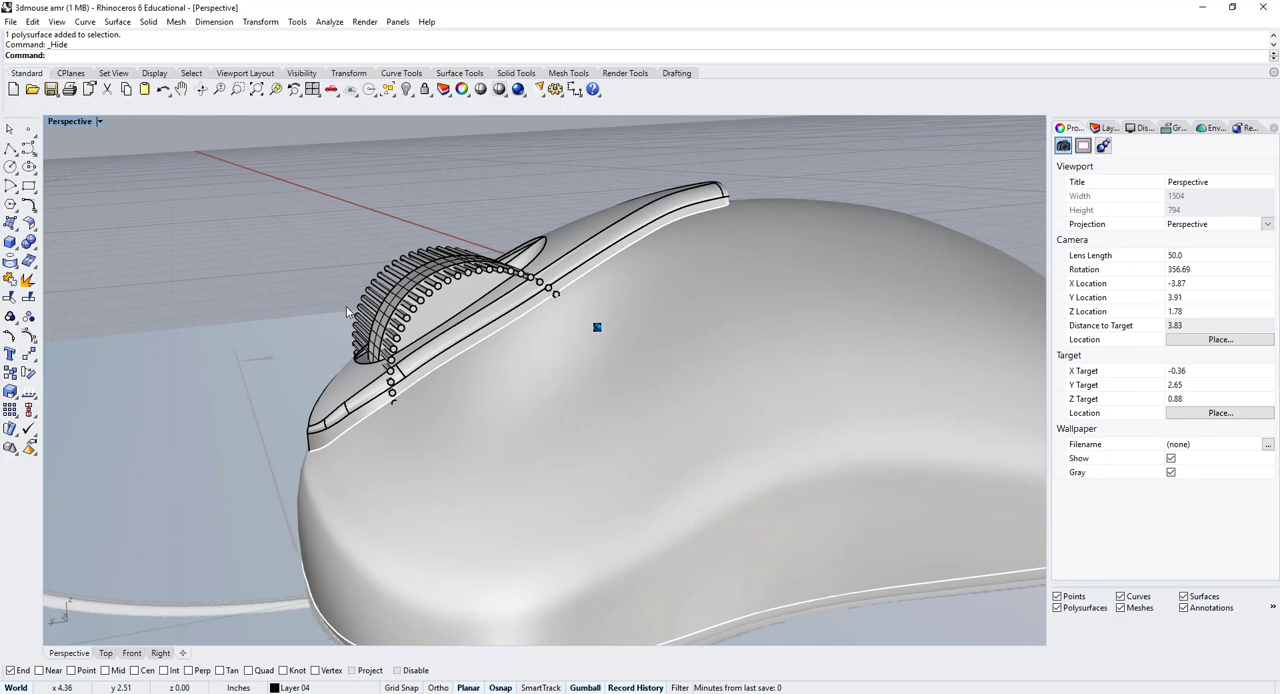 3dmouse amr (1 MB) - Rhinoceros 6 Educational - [Perspective]
File Edit View Curve Surface Solid Mesh Dimension Transform Tools Analyze Render Panels Help
1 polysurface added to selection.
Command: _Hide
Command:
Standard CPlanes Set View Display Select Viewport Layout Visibility Transform Curve Tools Surface Tools Solid Tools Mesh Tools Render Tools Drafting
Perspective
Pro... Lay... Dis... Gr... Env... Re...
Viewport
Title Perspective
Width 1504
Height 794
Projection Perspective
Camera
Lens Length 50.0
Rotation 356.69
X Location -3.87
Y Location 3.91
Z Location 1.78
Distance to Target 3.83
Location Place...
Target
X Target -0.36
Y Target 2.65
Z Target 0.88
Location Place...
Wallpaper
Filename (none) ...
Show
Gray
z
y x
Points Curves Surfaces
Polysurfaces Meshes Annotations »
Perspective Top Front Right
End Near Point Mid Cen Int Perp Tan Quad Knot Vertex Project Disable
World x 4.36 y 2.51 z 0.00 Inches Layer 04 Grid Snap Ortho Planar Osnap SmartTrack Gumball Record History Filter Minutes from last save: 0